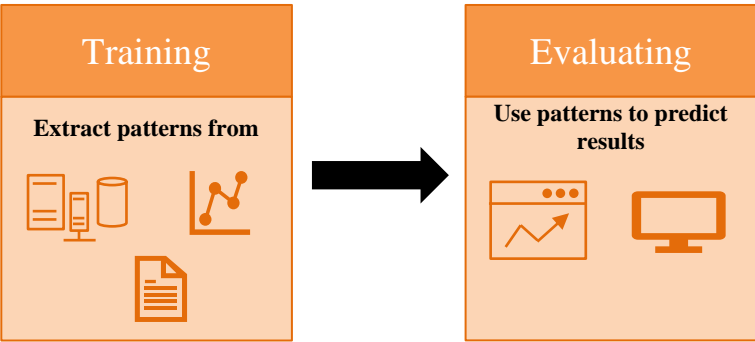 Training
Extract patterns from
Evaluating
Use patterns to predict
results